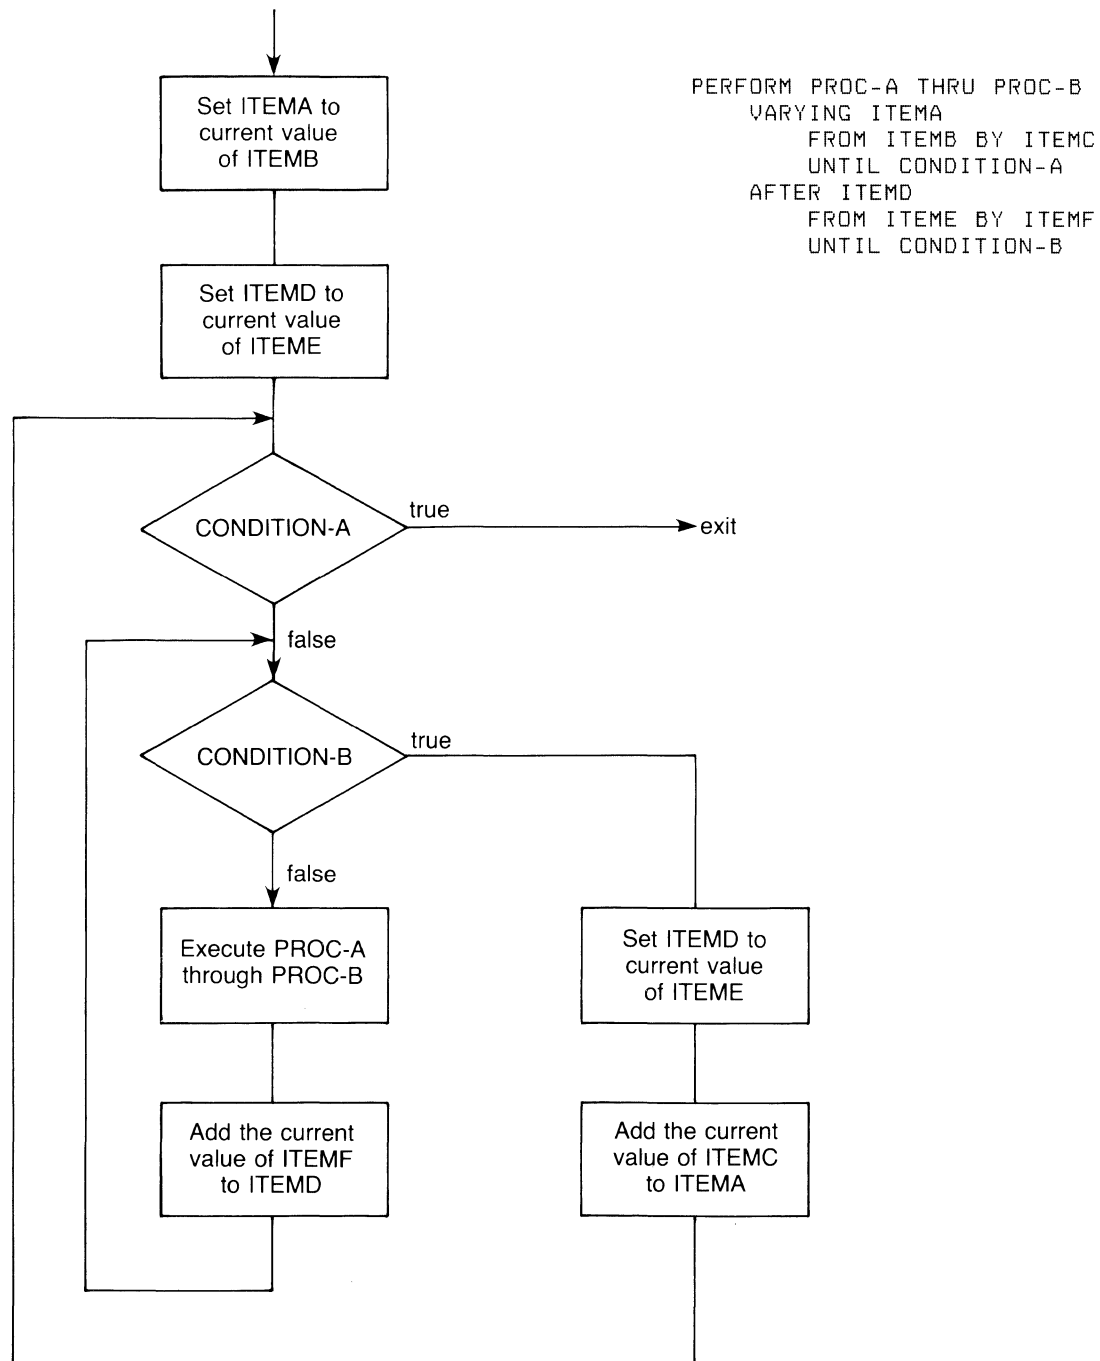 Set ITEMA to
current value
of ITEMB
PERFORM PROC-A THRU PROC-B
VARYING ITEMA
FROM ITEMB BY ITEMC
UNTIL CONDITION-A
AFTER ITEMD
FROM ITEME BY ITEMF
UNTIL CONDITION-B
Set ITEMD to
current value
of ITEME
CONDITION-A
true
exit
false
CONDITION-B
true
false
Execute PROC-A
through PROC-B
Set ITEMD to
current value
of ITEME
Add the current
value of ITEMF
to ITEMD
Add the current
value of ITEMC
to ITEMA